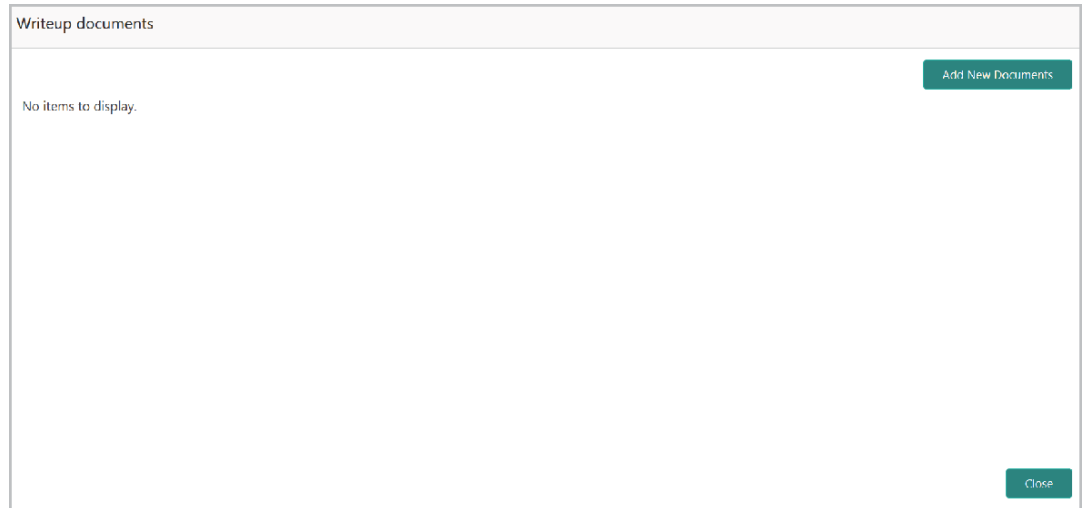 Writeup documents
Add New Documents
No items to display.
Close